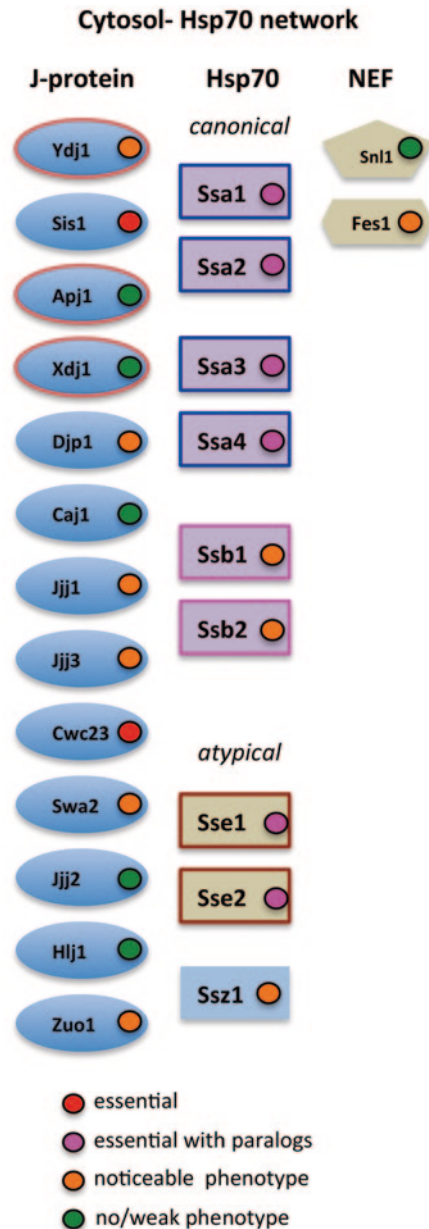 Cytosol- Hsp70 network
J-protein Hsp70 NEF
canonical
Ydj1
Sis1
Apj1
Xdj1
Djp1
Caj1
Jjj1
Jjj3
Cwc23
Swa2
Jjj2
Hlj1
Zuo1
Ssa1
Ssa2
Ssa3
Ssa4
Ssb1
Ssb2
atypical
Sse1
Sse2
Ssz1
Snl1
Fes1
essential
essential with paralogs
noticeable phenotype
no/weak phenotype